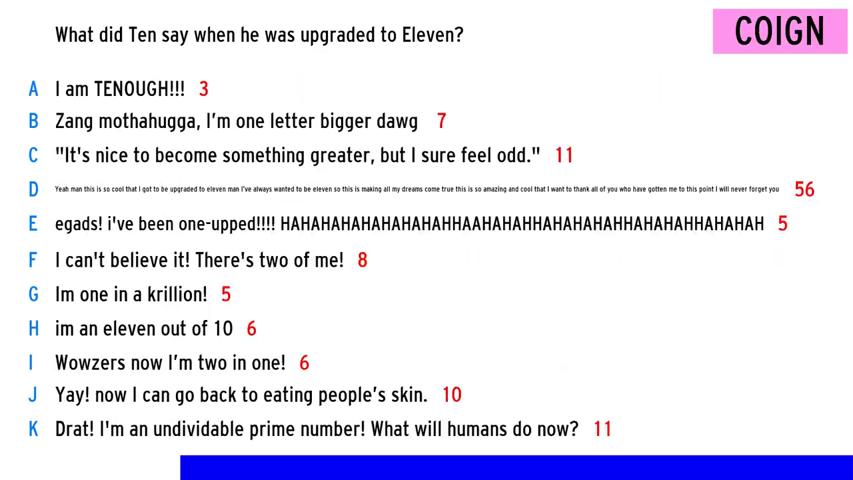 What did Ten say when he was upgraded to Eleven?
COIGN
A I am TENOUGH!!! 3
B Zang mothahugga, I'm one letter bigger dawg 7
C "It's nice to become something greater, but I sure feel odd." 11
D Yeah man this is so cool that I got to be upgraded to eleven man I've always wanted to be eleven so this is making all my dreams come true this is so amazing and cool that I want to thank all of you who have gotten me to this point I will never forget you 56
E egads! i've been one-upped!!!! HAHAHAHAHAHAHAHAHHAAHAHAHHAHAHAHAHHAHAHAHHAHAHAH 5
F I can't believe it! There's two of me! 8
G Im one in a krillion! 5
H im an eleven out of 10 6
I Wowzers now I'm two in one! 6
J Yay! now I can go back to eating people's skin. 10
K Drat! I'm an undividable prime number! What will humans do now? 11